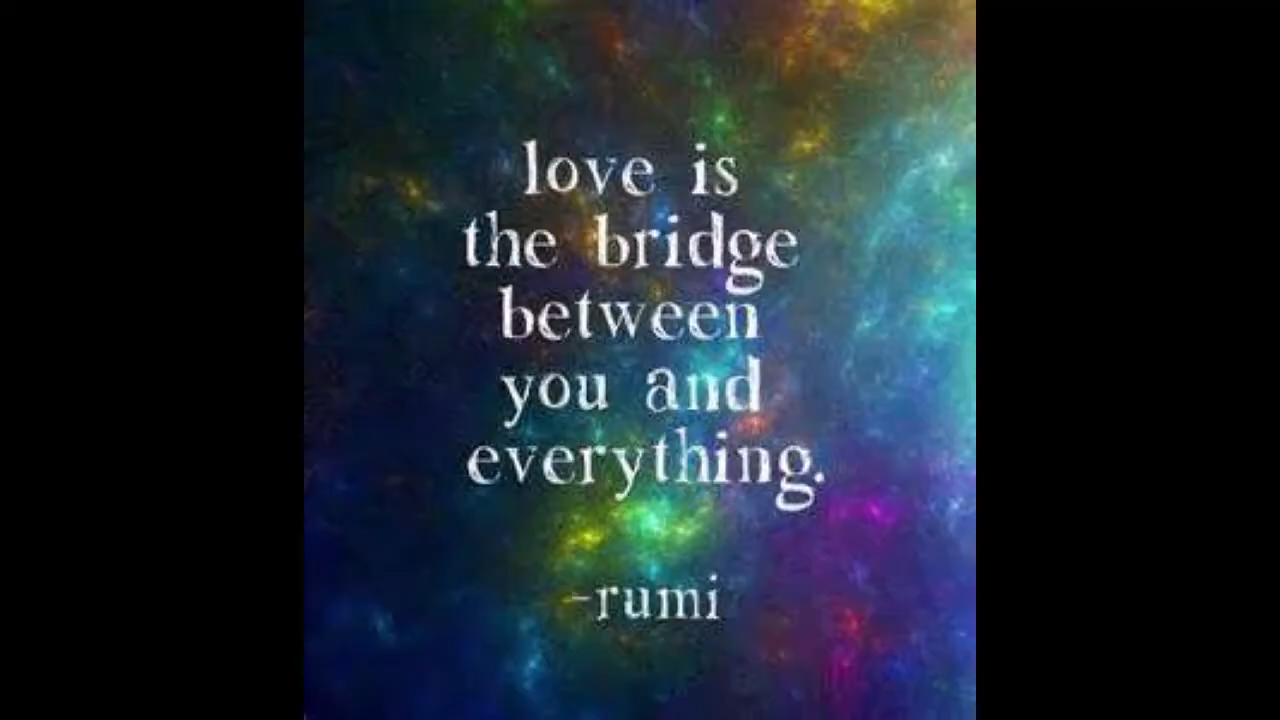 love is
the bridge
between
you and
everything.
-rumi